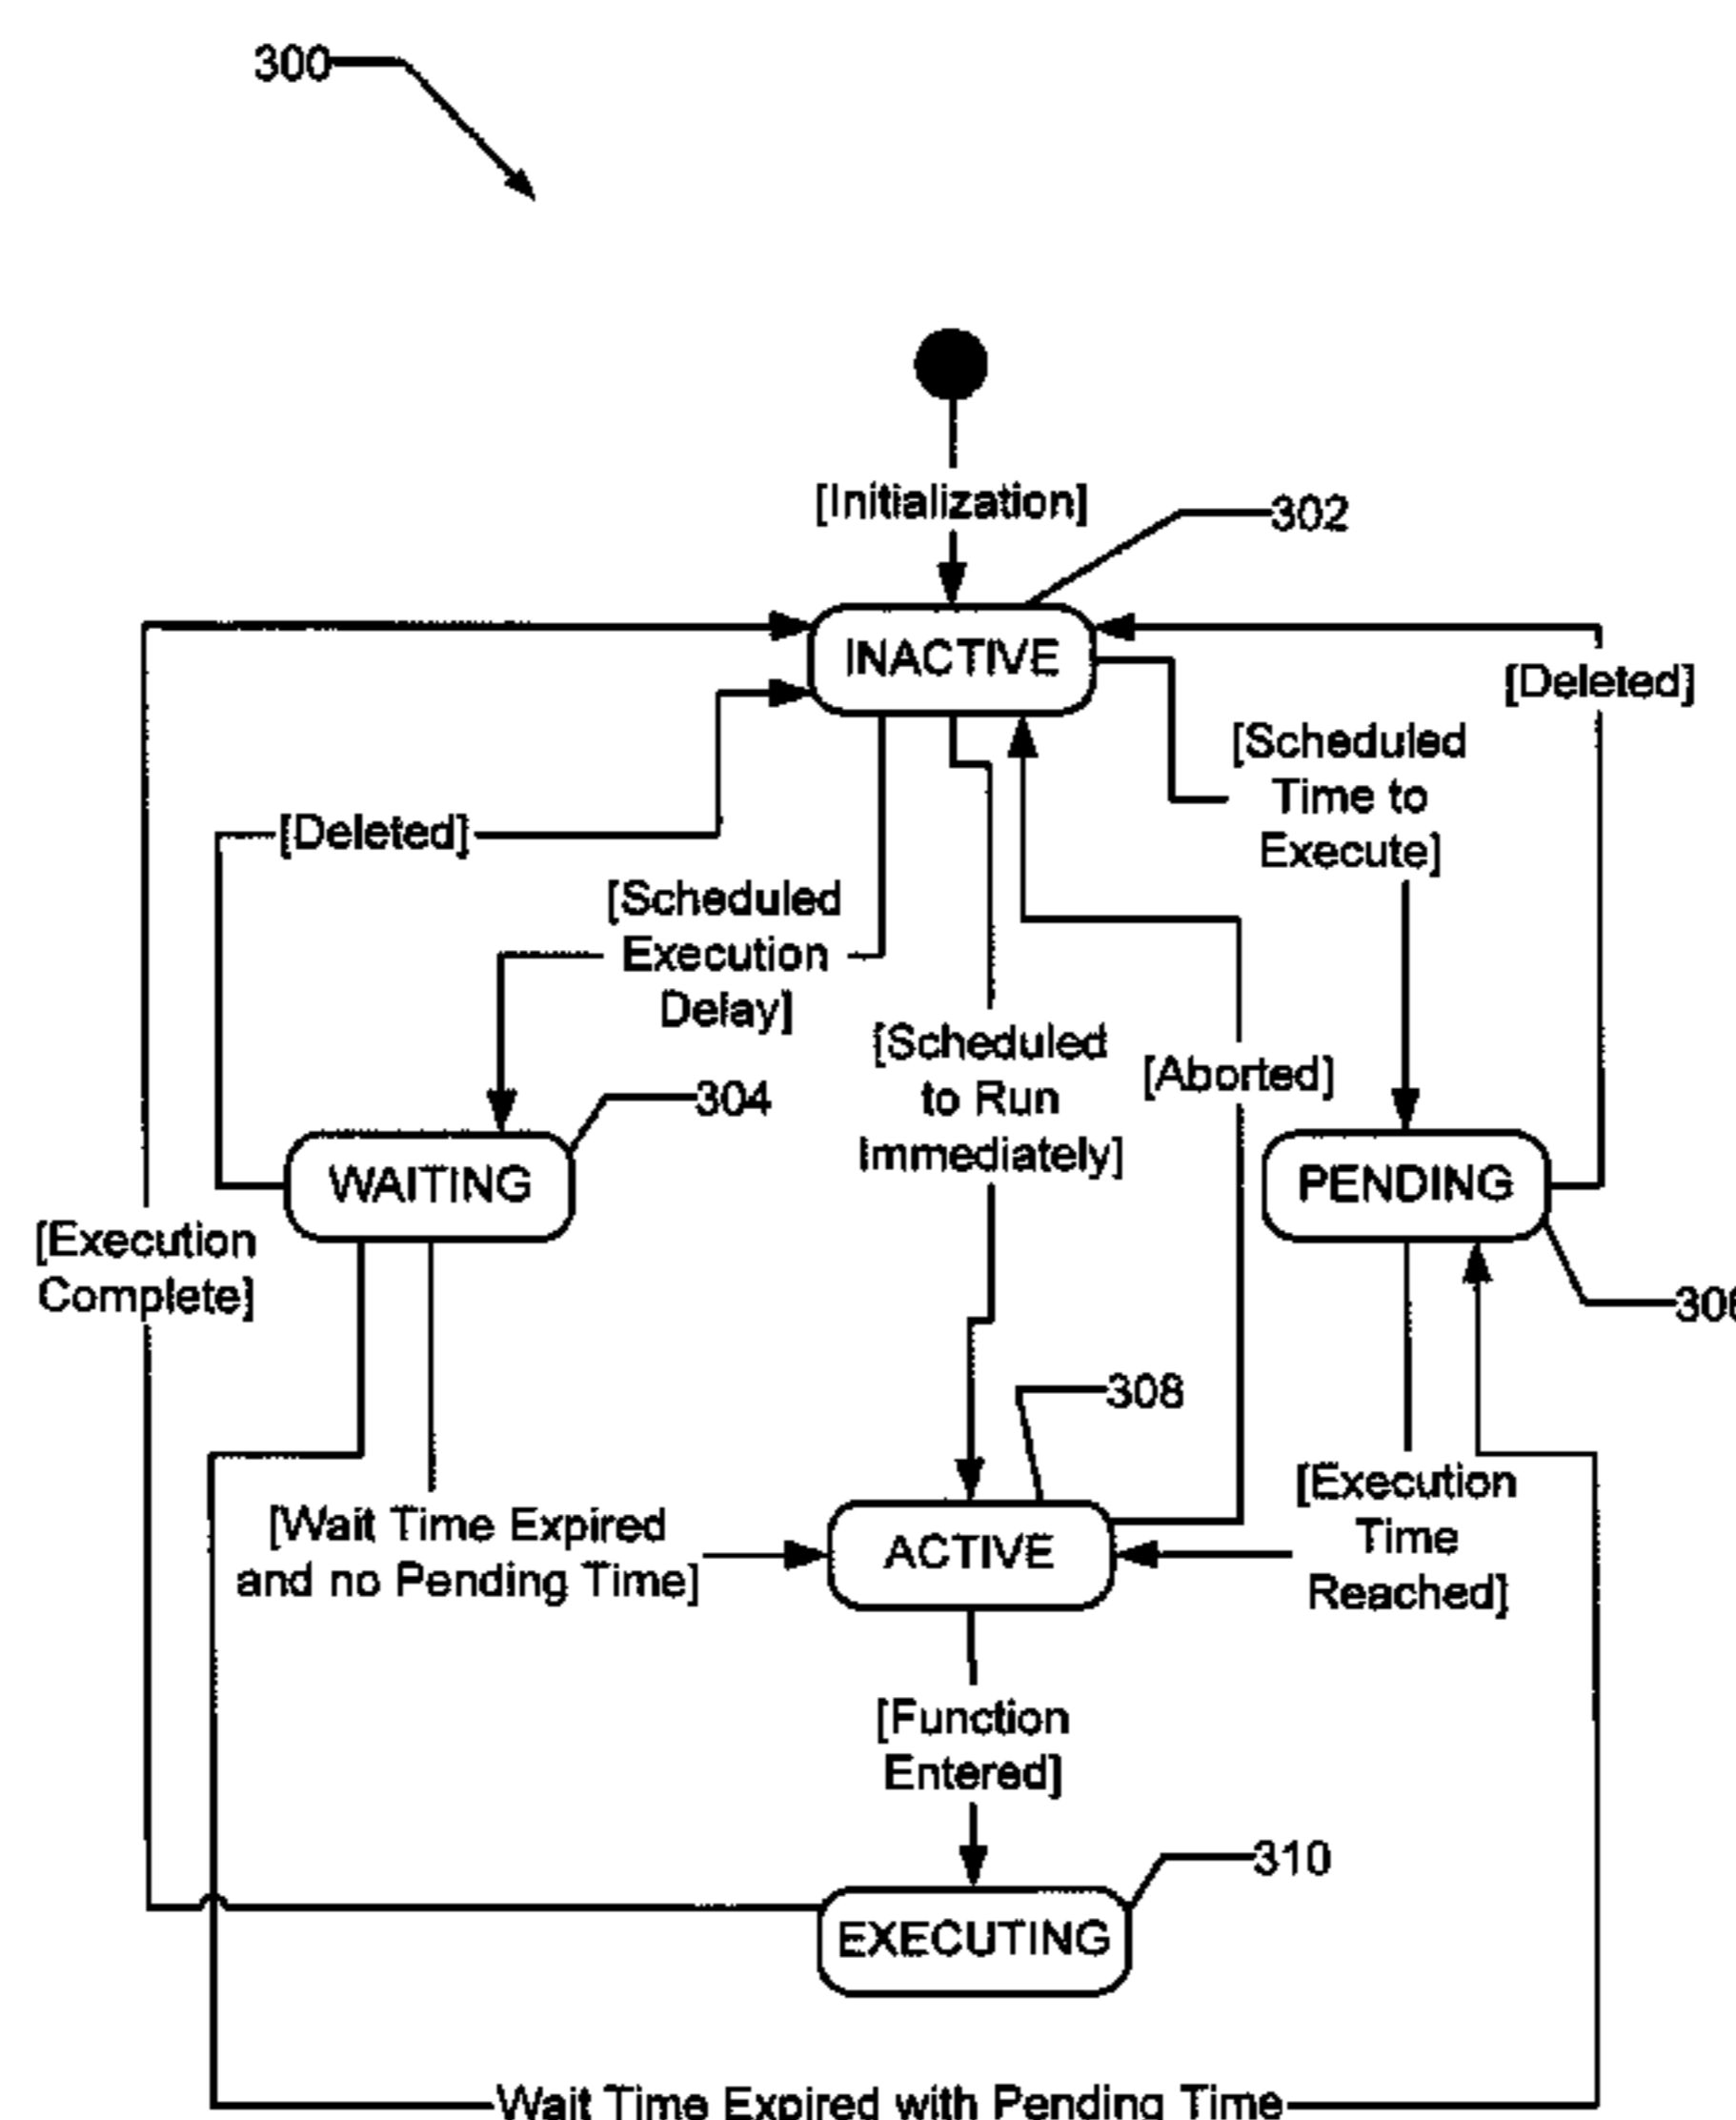 300
[Initialization]
302
INACTIVE
[Deleted]
[Scheduled
Time to
Execute]
[Deleted]
[Scheduled
Execution
Delay]
[Scheduled
to Run
Immediately]
[Aborted]
304
WAITING
PENDING
[Execution
Complete]
308
[Execution
Time
Reached]
[Wait Time Expired
and no Pending Time]
ACTIVE
[Function
Entered]
310
EXECUTING
Wait Time Expired with Pending Time